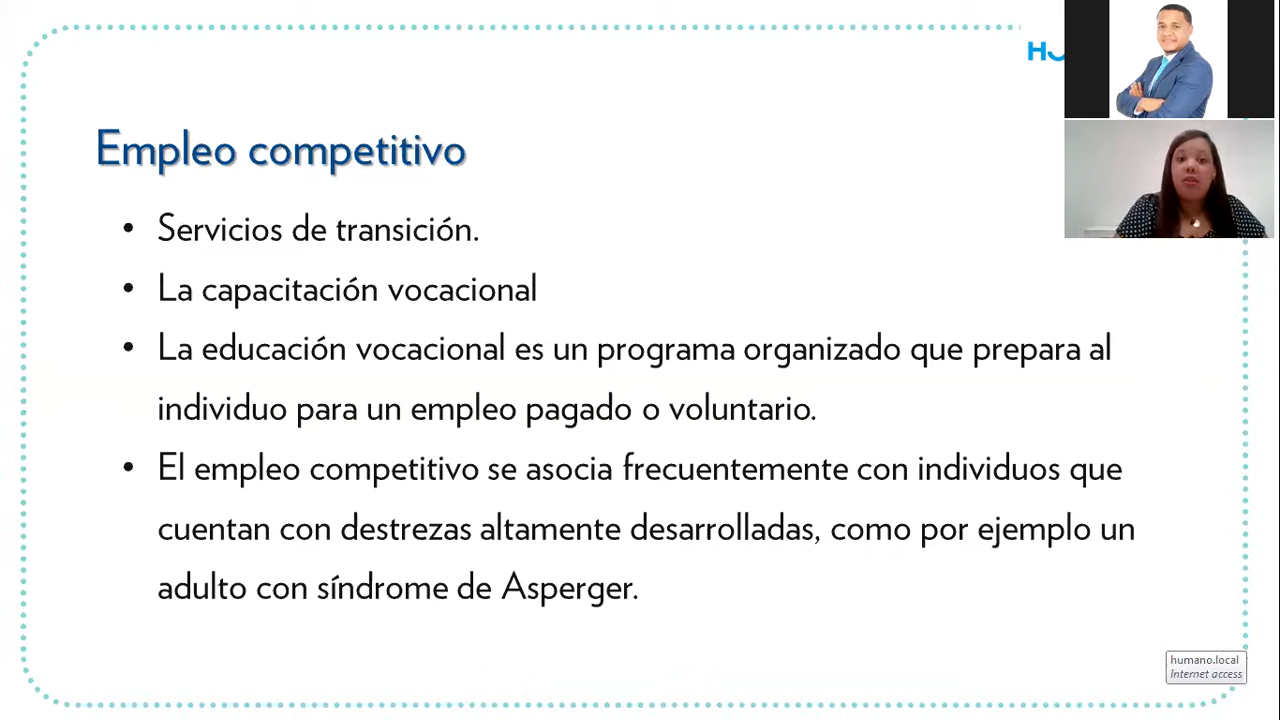 Empleo competitivo
• Servicios de transición.
• La capacitación vocacional
• La educación vocacional es un programa organizado que prepara al
individuo para un empleo pagado o voluntario.
• El empleo competitivo se asocia frecuentemente con individuos que
cuentan con destrezas altamente desarrolladas, como por ejemplo un
adulto con síndrome de Asperger.
humano.local
Internet access